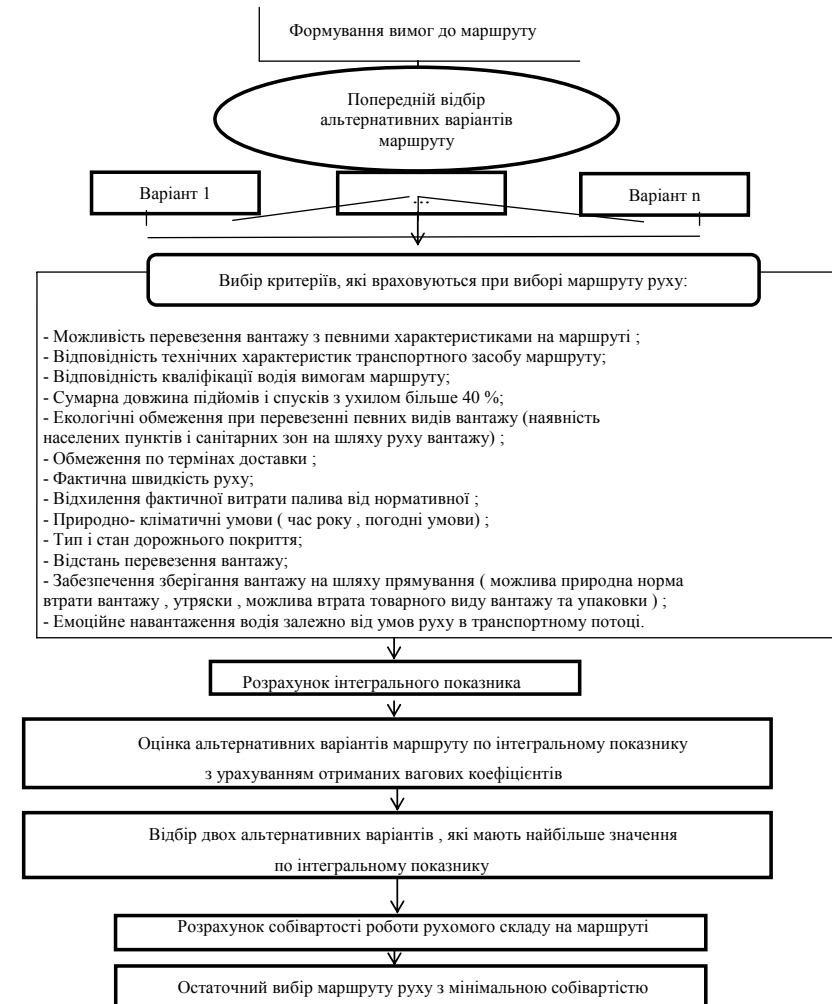 Формування вимог до маршруту
Попередній відбір
альтернативних варіантів
маршруту
Варіант 1
...
Варіант n
Вибір критеріїв, які враховуються при виборі маршруту руху:
- Можливість перевезення вантажу з певними характеристиками на маршруті ;
- Відповідність технічних характеристик транспортного засобу маршруту;
- Відповідність кваліфікації водія вимогам маршруту;
- Сумарна довжина підйомів і спусків з ухилом більше 40 %;
- Екологічні обмеження при перевезенні певних видів вантажу (наявність
населених пунктів і санітарних зон на шляху руху вантажу) ;
- Обмеження по термінах доставки ;
- Фактична швидкість руху;
- Відхилення фактичної витрати палива від нормативної ;
- Природно- кліматичні умови ( час року , погодні умови) ;
- Тип і стан дорожнього покриття;
- Відстань перевезення вантажу;
- Забезпечення зберігання вантажу на шляху прямування ( можлива природна норма
втрати вантажу , утряски , можлива втрата товарного виду вантажу та упаковки ) ;
- Емоційне навантаження водія залежно від умов руху в транспортному потоці.
Розрахунок інтегрального показника
Оцінка альтернативних варіантів маршруту по інтегральному показнику
з урахуванням отриманих вагових коефіцієнтів
Відбір двох альтернативних варіантів , які мають найбільше значення
по інтегральному показнику
Розрахунок собівартості роботи рухомого складу на маршруті
Остаточний вибір маршруту руху з мінімальною собівартістю